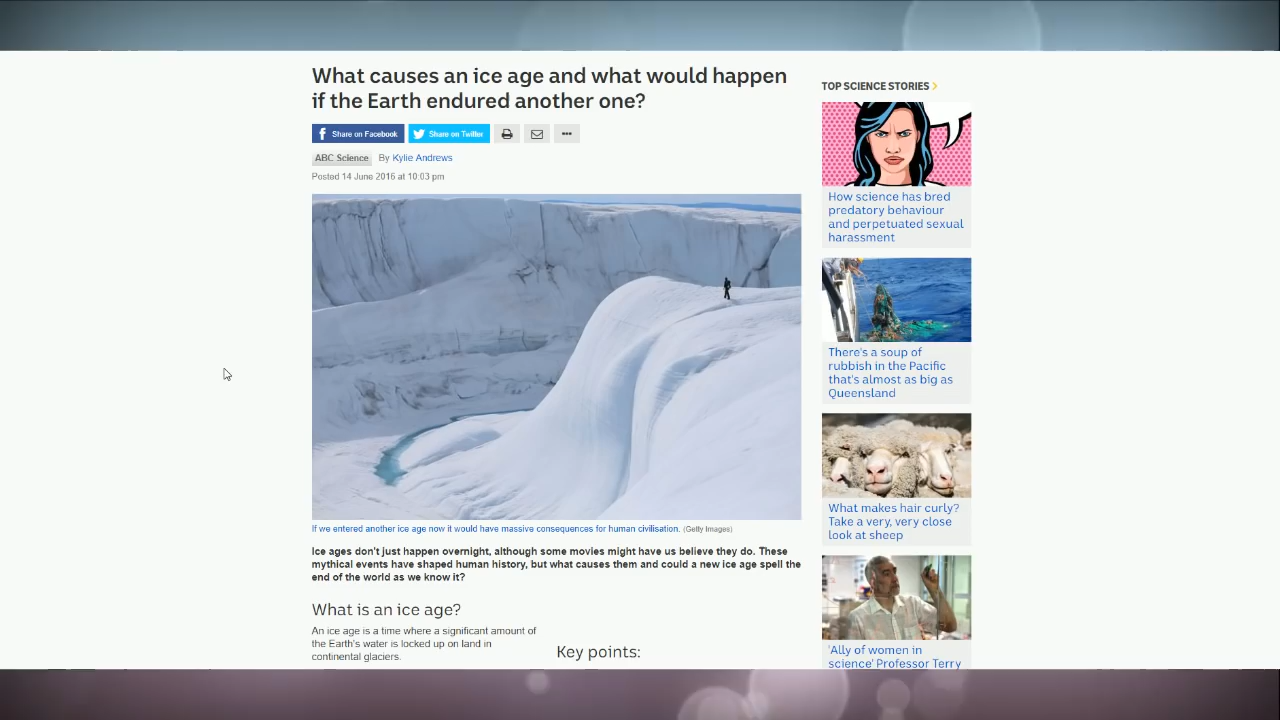 What causes an ice age and what would happen
if the Earth endured another one?
Share on Facebook
Share on Twitter
ABC Science By Kylie Andrews
Posted 14 June 2016 at 10:03 pm
If we entered another ice age now it would have massive consequences for human civilisation. (Getty Images)
Ice ages don't just happen overnight, although some movies might have us believe they do. These
mythical events have shaped human history, but what causes them and could a new ice age spell the
end of the world as we know it?
What is an ice age?
An ice age is a time where a significant amount of
the Earth's water is locked up on land in
continental glaciers.
Key points:
TOP SCIENCE STORIES
How science has bred
predatory behaviour
and perpetuated sexual
harassment
There's a soup of
rubbish in the Pacific
that's almost as big as
Queensland
What makes hair curly?
Take a very, very close
look at sheep
'Ally of women in
science' Professor Terry